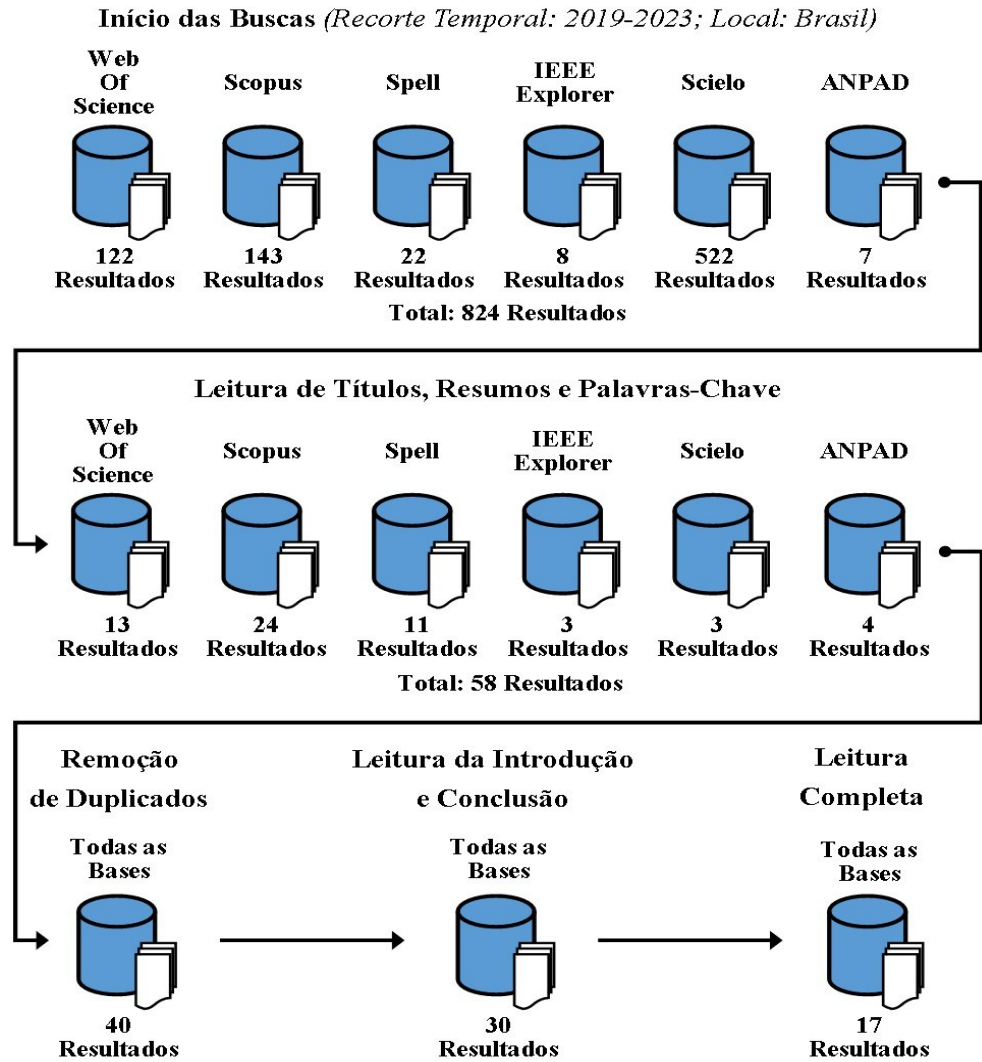 Início das Buscas (Recorte Temporal: 2019-2023; Local: Brasil)
Web
Of
Science
Scopus
Spell
IEEE
Explorer
Scielo
ANPAD
122
Resultados
143
Resultados
22
Resultados
8
Resultados
522
Resultados
7
Resultados
Total: 824 Resultados
Leitura de Títulos, Resumos e Palavras-Chave
Web
Of
Science
Scopus
Spell
IEEE
Explorer
Scielo
ANPAD
13
Resultados
24
Resultados
11
Resultados
3
Resultados
3
Resultados
4
Resultados
Total: 58 Resultados
Remoção
de Duplicados
Leitura da Introdução
e Conclusão
Leitura
Completa
Todas as
Bases
Todas as
Bases
Todas as
Bases
40
Resultados
30
Resultados
17
Resultados